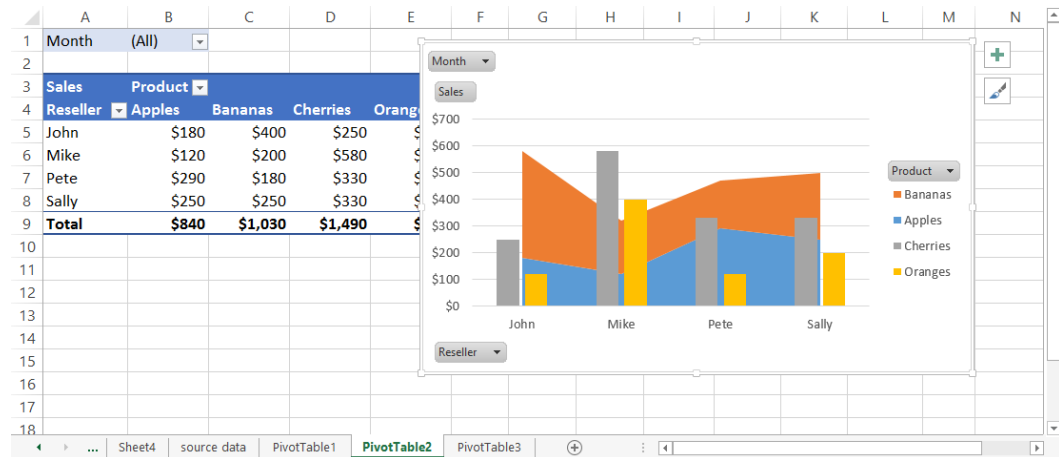 A B C D E F G H I J K L M N
1 Month (All)
2
3 Sales Product
4 Reseller Apples Bananas Cherries Orang
5 John $180 $400 $250 $
6 Mike $120 $200 $580 $
7 Pete $290 $180 $330 $
8 Sally $250 $250 $330 $
9 Total $840 $1,030 $1,490 $
10
11
12
13
14
15
16
17
18
Month
Sales
$700
$600
$500
$400
$300
$200
$100
$0
John Mike Pete Sally
Reseller
Product
Bananas
Apples
Cherries
Oranges
... Sheet4 source data PivotTable1 PivotTable2 PivotTable3